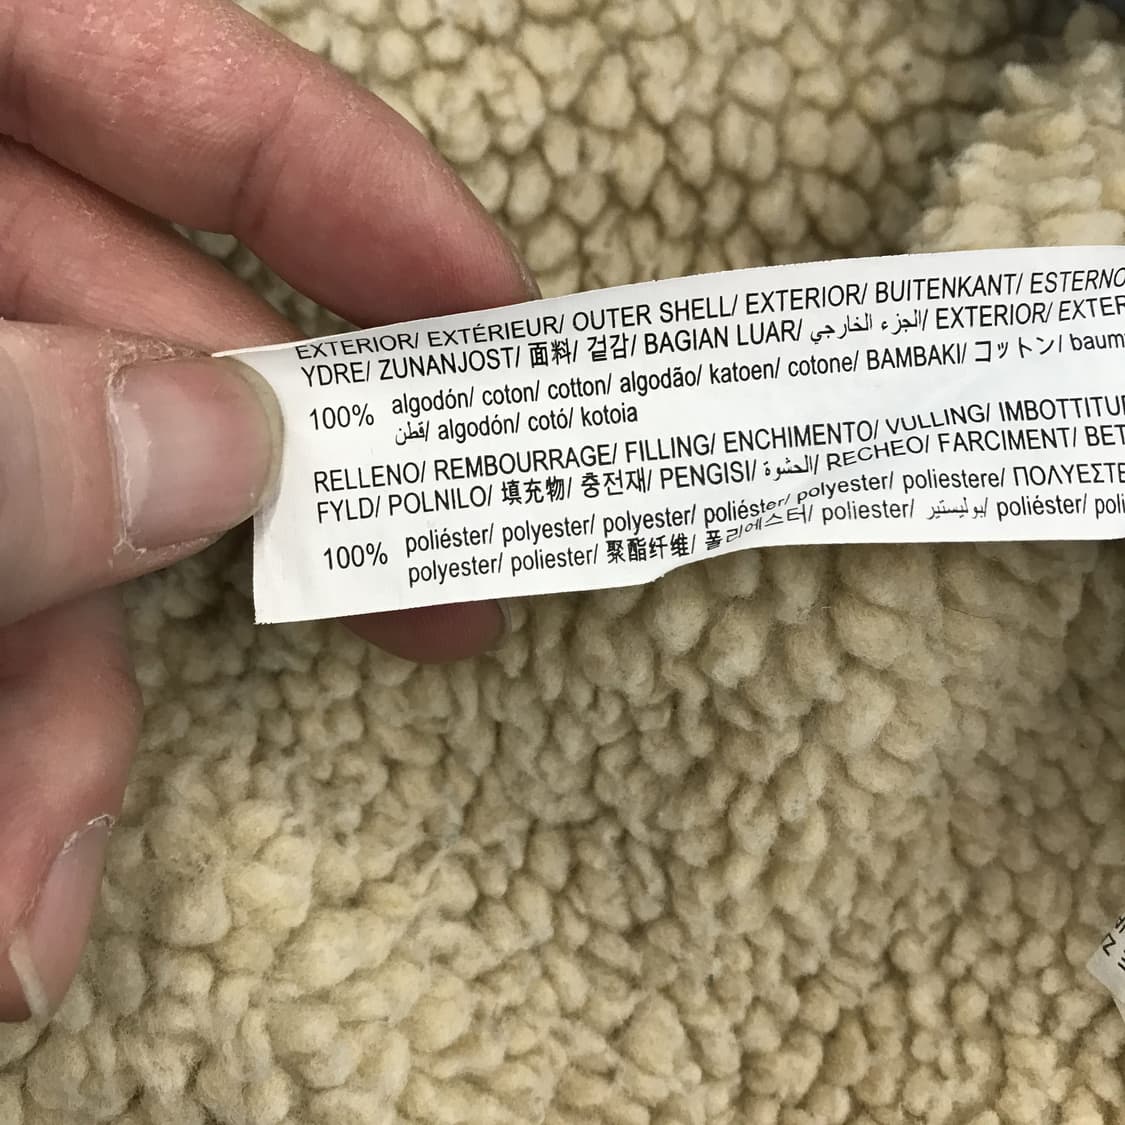 EXTERIOR/ EXTÉRIEUR/ OUTER SHELL/ EXTERIOR/ BUITENKANT/ ESTERNO
YDRE/ ZUNANJOST/ 面料/ 겉감/ BAGIAN LUAR/ الجزء الخارجي/ EXTERIOR/ EXTER
100% algodón/ coton/ cotton/ algodão/ katoen/ cotone/ BAMBAKI/ コットン/ baum
قطن/ algodón/ cotó/ kotoia
RELLENO/ REMBOURRAGE/ FILLING/ ENCHIMENTO/ VULLING/ IMBOTTITU
FYLD/ POLNILO/ 填充物/ 충전재/ PENGISI/ الحشوة/ RECHEO/ FARCIMENT/ BET
100% poliéster/ polyester/ polyester/ poliéster/ polyester/ poliestere/ ΠΟΛΥΕΣΤΕ
polyester/ poliester/ 聚酯纤维/ 폴리에스터/ poliester/ بوليستير/ poliéster/ poli